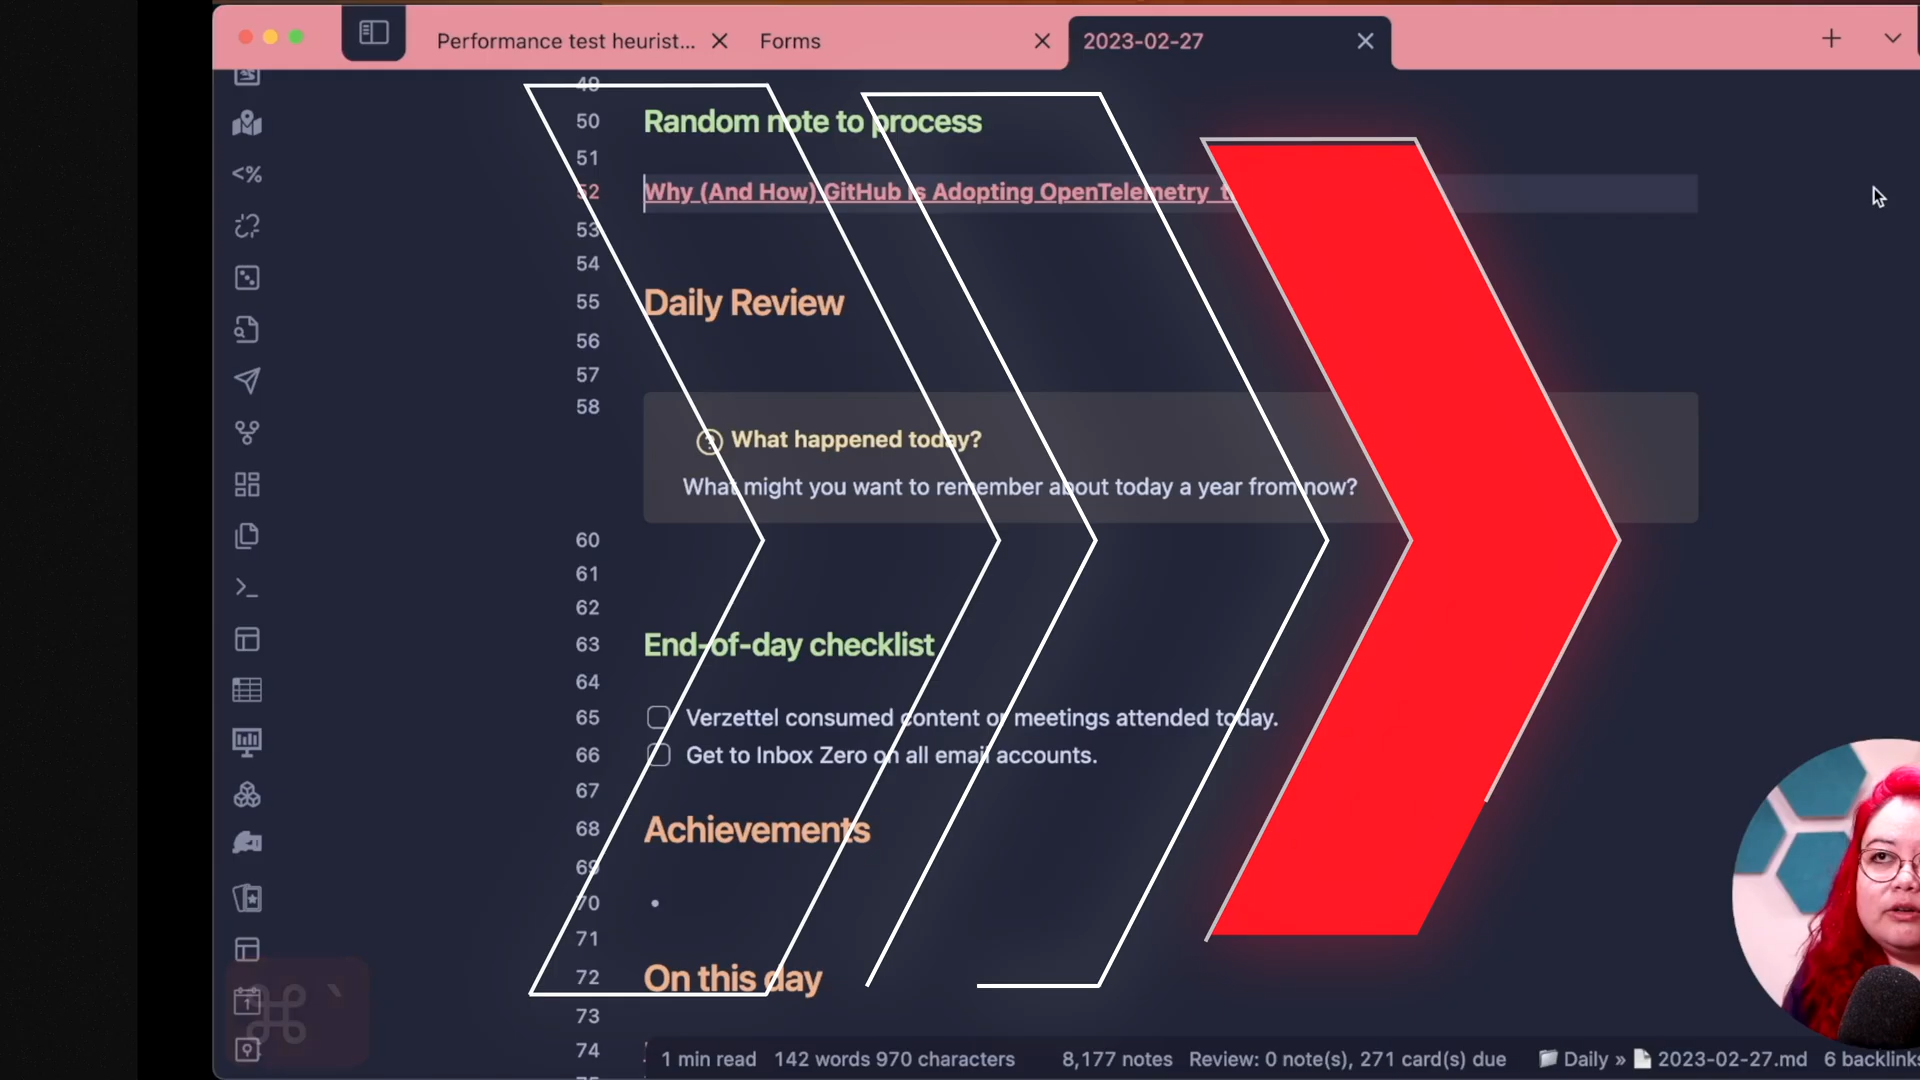 Performance test heurist... Forms 2023-02-27
49
50 Random note to process
51
52 Why (And How) GitHub Is Adopting OpenTelemetry
53
54
55 Daily Review
56
57
58 What happened today?
What might you want to remember about today a year from now?
60
61
62
63 End-of-day checklist
64
65 Verzettel consumed content or meetings attended today.
66 Get to Inbox Zero on all email accounts.
67
68 Achievements
69
70
71
72 On this day
73
74
1 min read 142 words 970 characters 8,177 notes Review: 0 note(s), 271 card(s) due Daily » 2023-02-27.md 6 backlinks